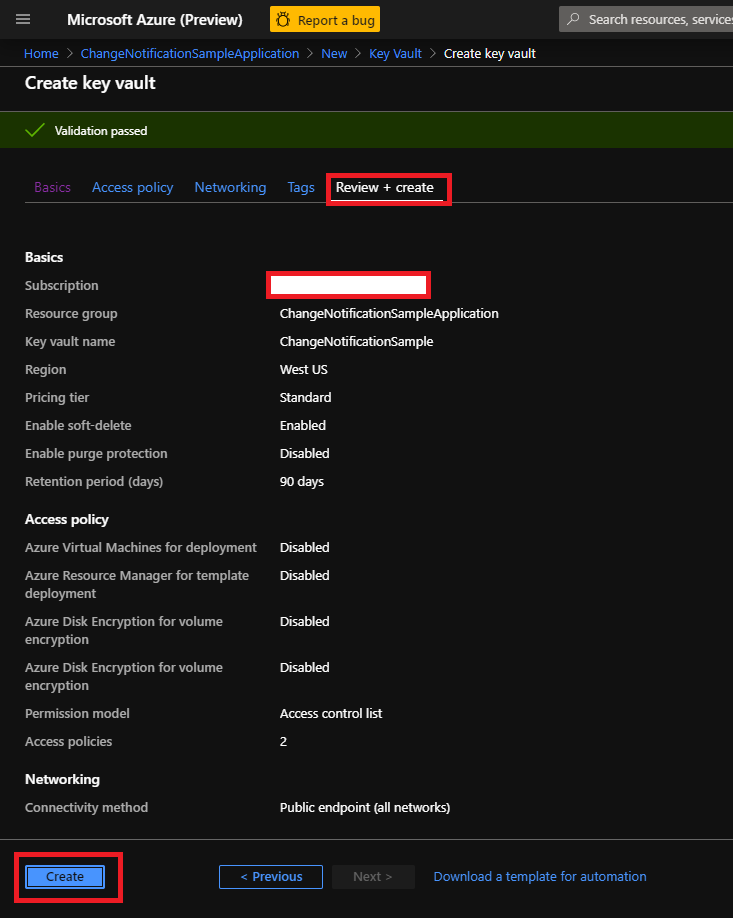 Microsoft Azure (Preview) Report a bug Search resources, services
Home > ChangeNotificationSampleApplication > New > Key Vault > Create key vault
Create key vault
Validation passed
Basics Access policy Networking Tags Review + create
Basics
Subscription
Resource group ChangeNotificationSampleApplication
Key vault name ChangeNotificationSample
Region West US
Pricing tier Standard
Enable soft-delete Enabled
Enable purge protection Disabled
Retention period (days) 90 days
Access policy
Azure Virtual Machines for deployment Disabled
Azure Resource Manager for template Disabled
deployment
Azure Disk Encryption for volume Disabled
encryption
Azure Disk Encryption for volume Disabled
encryption
Permission model Access control list
Access policies 2
Networking
Connectivity method Public endpoint (all networks)
Create < Previous Next > Download a template for automation